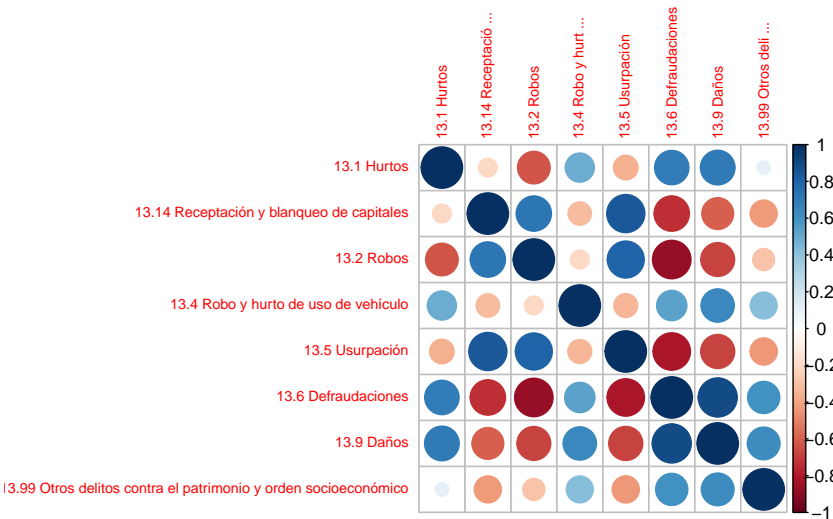 13.1 Hurtos
13.14 Receptació ...
13.2 Robos
13.4 Robo y hurt ...
13.5 Usurpación
13.6 Defraudaciones
13.9 Daños
13.99 Otros deli ...
13.1 Hurtos
13.14 Receptación y blanqueo de capitales
13.2 Robos
13.4 Robo y hurto de uso de vehículo
13.5 Usurpación
13.6 Defraudaciones
13.9 Daños
13.99 Otros delitos contra el patrimonio y orden socioeconómico
1
0.8
0.6
0.4
0.2
0
–0.2
–0.4
–0.6
–0.8
–1